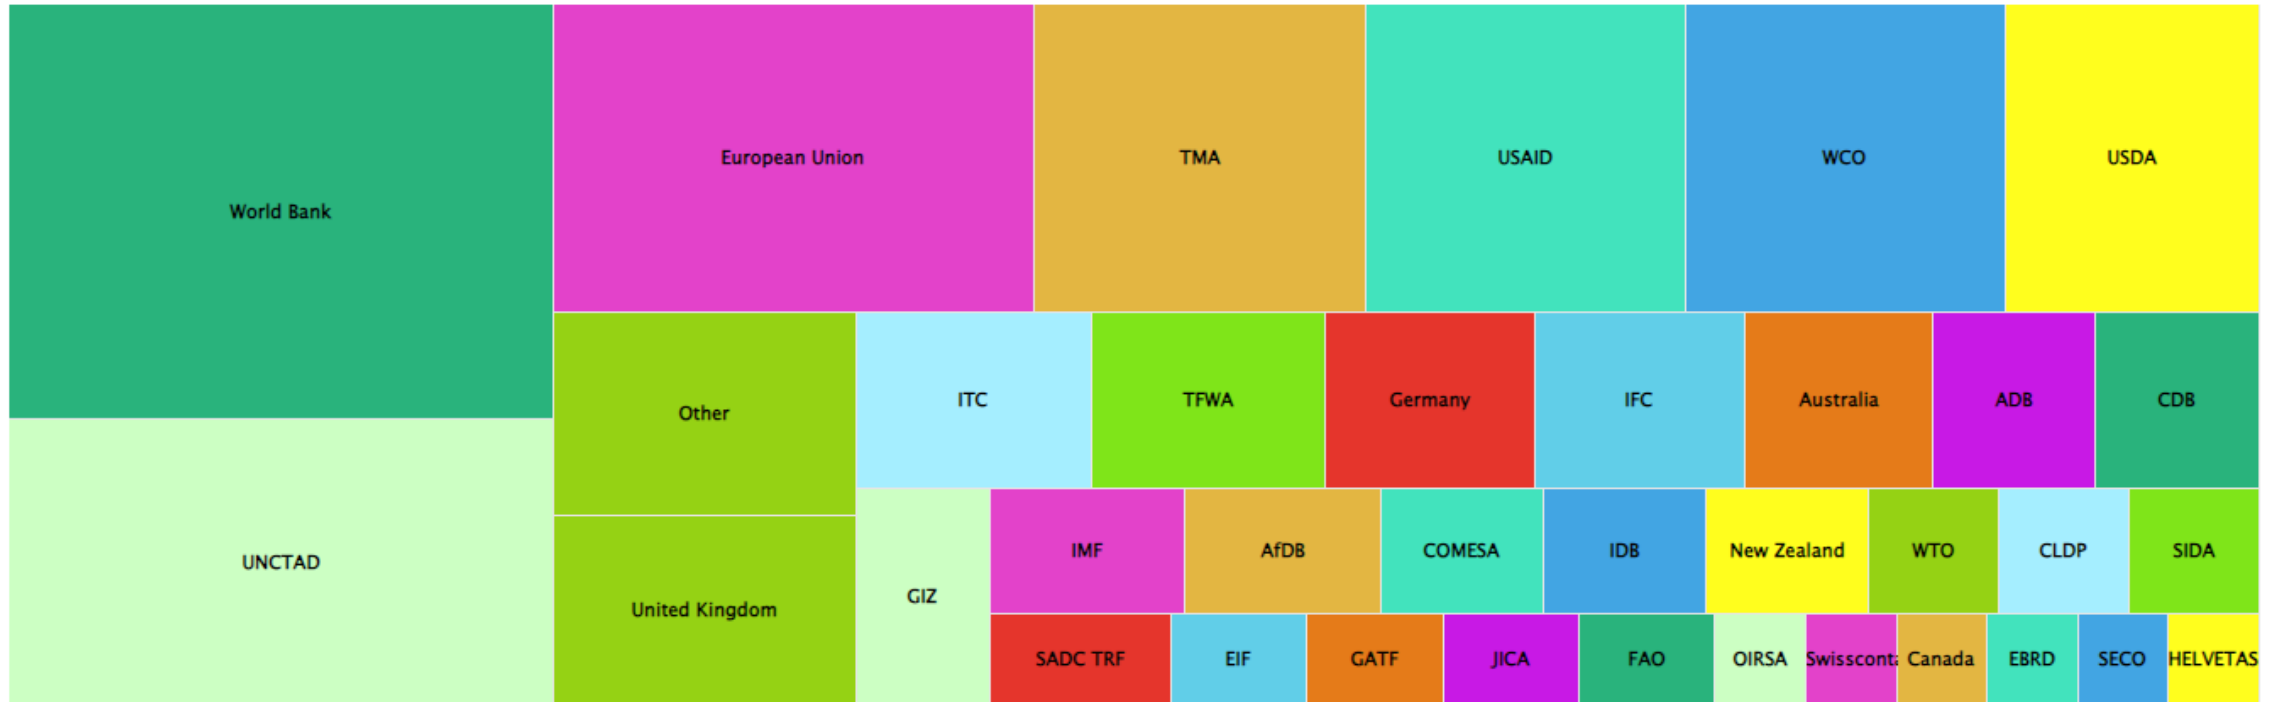 World Bank
UNCTAD
European Union
TMA
USAID
WCO
USDA
Other
United Kingdom
ITC
TFWA
Germany
IFC
Australia
ADB
CDB
GIZ
IMF
AfDB
COMESA
IDB
New Zealand
WTO
CLDP
SIDA
SADC TRF
EIF
GATF
JICA
FAO
OIRSA
Swissconta
Canada
EBRD
SECO
HELVETAS